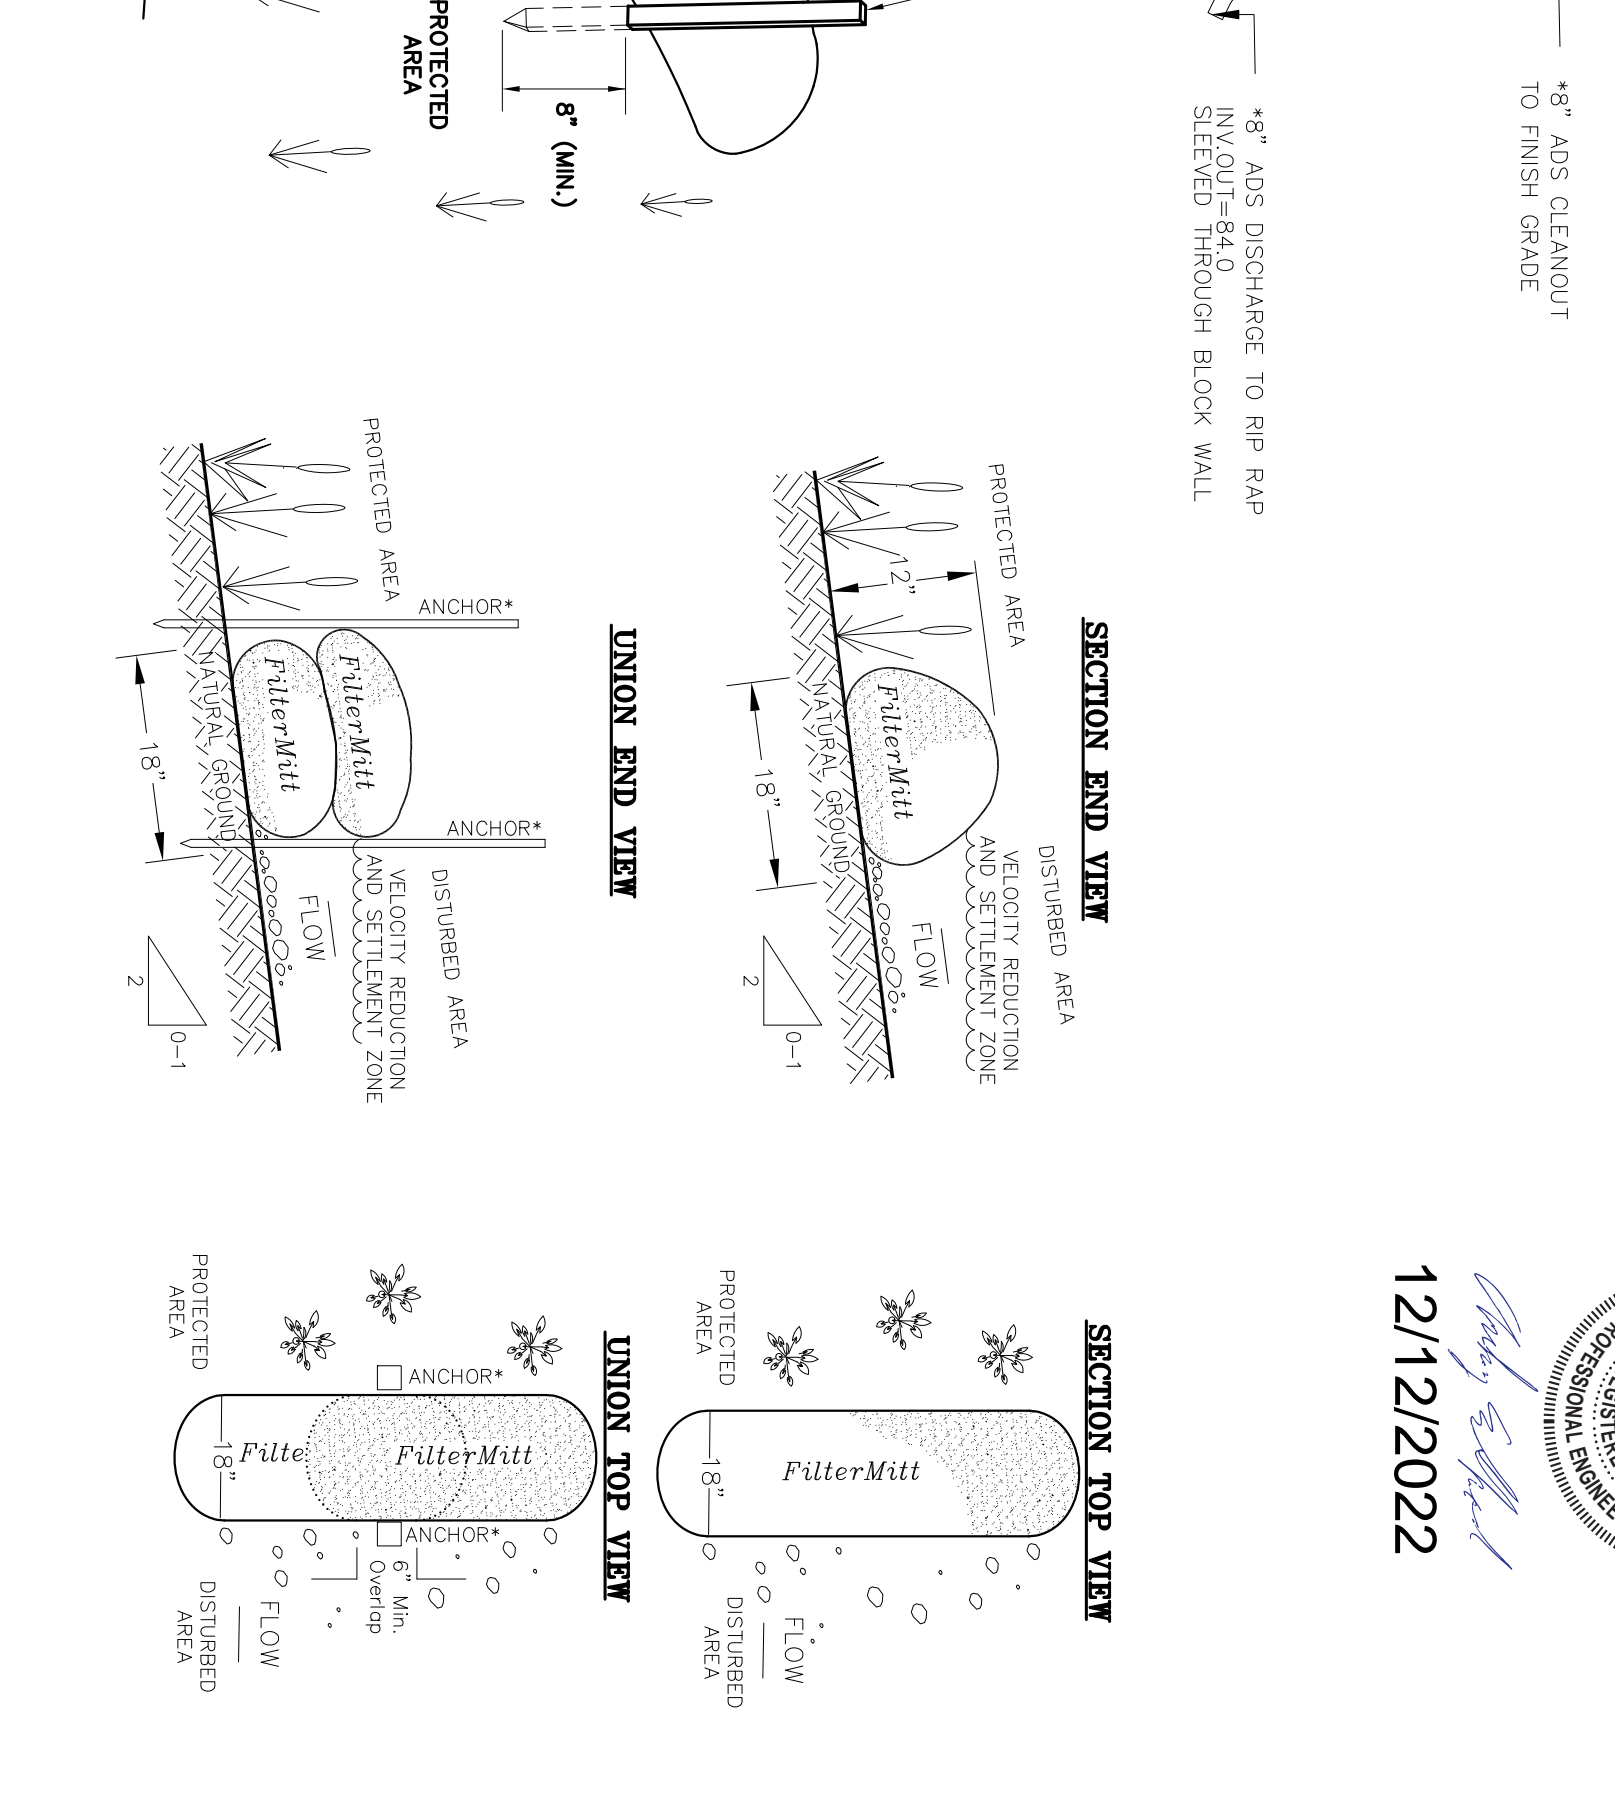 *8" ADS CLEANOUT
TO FINISH GRADE
*8" ADS DISCHARGE TO RIP RAP
INV.OUT=84.0
SLEEVED THROUGH BLOCK WALL
PROTECTED
AREA
8" (MIN.)
12/12/2022
SECTION END VIEW
PROTECTED AREA
12"
FilterMitt
NATURAL GROUND
18"
DISTURBED AREA
VELOCITY REDUCTION
AND SETTLEMENT ZONE
FLOW
2
0-1
SECTION TOP VIEW
PROTECTED
AREA
18"
FilterMitt
FLOW
DISTURBED
AREA
UNION END VIEW
PROTECTED AREA
ANCHOR*
FilterMitt
FilterMitt
NATURAL GROUND
18"
ANCHOR*
DISTURBED AREA
VELOCITY REDUCTION
AND SETTLEMENT ZONE
FLOW
2
0-1
UNION TOP VIEW
PROTECTED
AREA
ANCHOR*
18"
Filte
FilterMitt
ANCHOR*
6" Min.
Overlap
FLOW
DISTURBED
AREA